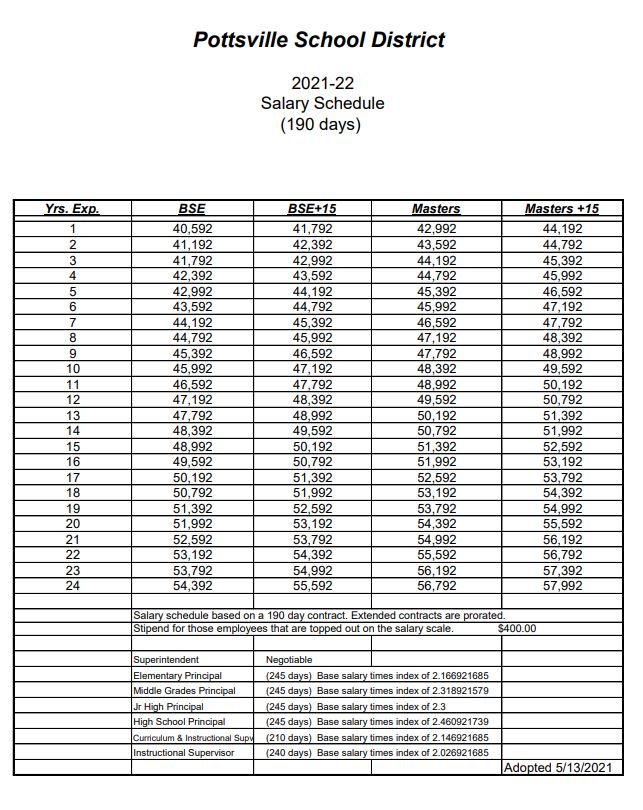 Pottsville School District
2021-22
Salary Schedule
(190 days)
Yrs. Exp. BSE BSE+15 Masters Masters +15
1 40,592 41,792 42,992 44,192
2 41,192 42,392 43,592 44,792
3 41,792 42,992 44,192 45,392
4 42,392 43,592 44,792 45,992
5 42,992 44,192 45,392 46,592
6 43,592 44,792 45,992 47,192
7 44,192 45,392 46,592 47,792
8 44,792 45,992 47,192 48,392
9 45,392 46,592 47,792 48,992
10 45,992 47,192 48,392 49,592
11 46,592 47,792 48,992 50,192
12 47,192 48,392 49,592 50,792
13 47,792 48,992 50,192 51,392
14 48,392 49,592 50,792 51,992
15 48,992 50,192 51,392 52,592
16 49,592 50,792 51,992 53,192
17 50,192 51,392 52,592 53,792
18 50,792 51,992 53,192 54,392
19 51,392 52,592 53,792 54,992
20 51,992 53,192 54,392 55,592
21 52,592 53,792 54,992 56,192
22 53,192 54,392 55,592 56,792
23 53,792 54,992 56,192 57,392
24 54,392 55,592 56,792 57,992
Salary schedule based on a 190 day contract. Extended contracts are prorated.
Stipend for those employees that are topped out on the salary scale. $400.00
Superintendent Negotiable
Elementary Principal (245 days) Base salary times index of 2.166921685
Middle Grades Principal (245 days) Base salary times index of 2.318921579
Jr High Principal (245 days) Base salary times index of 2.3
High School Principal (245 days) Base salary times index of 2.460921739
Curriculum & Instructional Supv (210 days) Base salary times index of 2.146921685
Instructional Supervisor (240 days) Base salary times index of 2.026921685
Adopted 5/13/2021